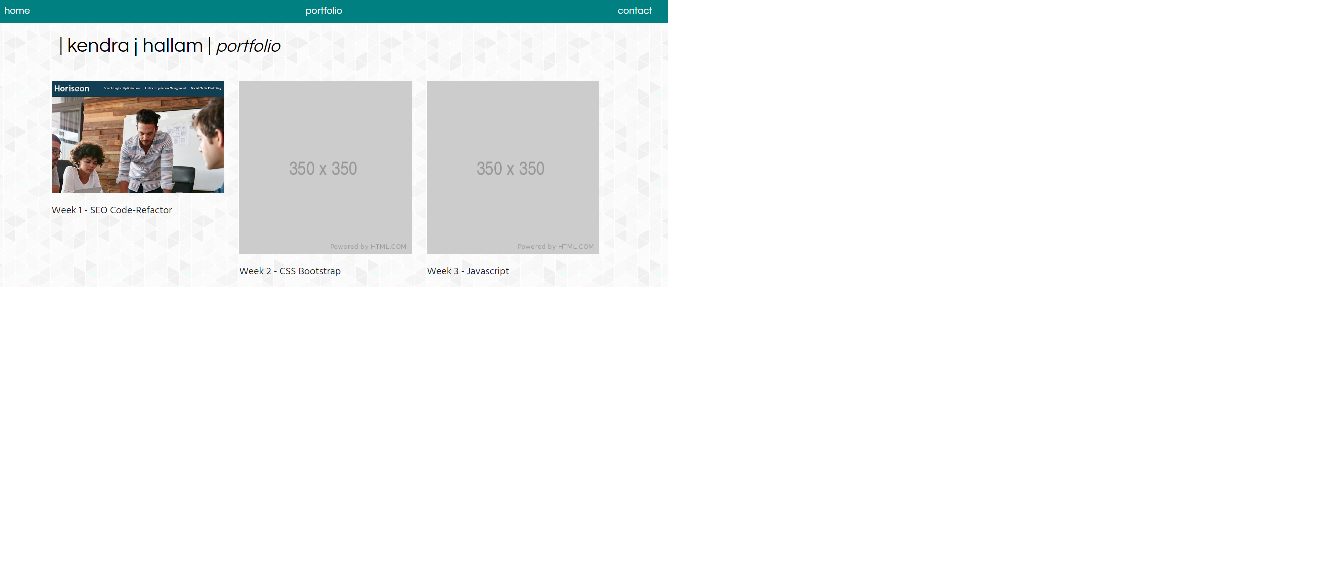 home portfolio contact
| kendra j hallam | portfolio
Horiseon
350 x 350
Powered by HTML.COM
350 x 350
Powered by HTML.COM
Week 1 - SEO Code-Refactor
Week 2 - CSS Bootstrap
Week 3 - Javascript